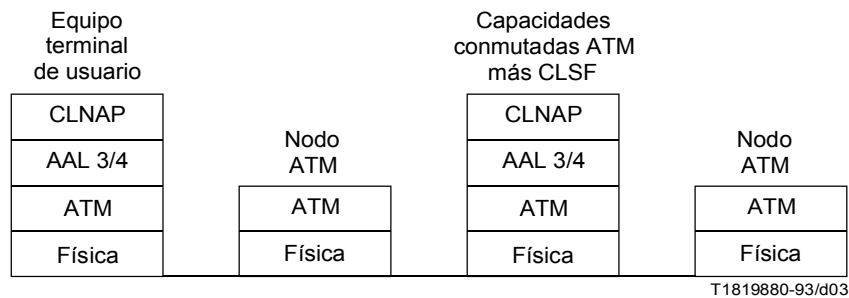 Equipo
terminal
de usuario
CLNAP
AAL 3/4
ATM
Física
Nodo
ATM
ATM
Física
Capacidades
conmutadas ATM
más CLSF
CLNAP
AAL 3/4
ATM
Física
Nodo
ATM
ATM
Física
T1819880-93/d03